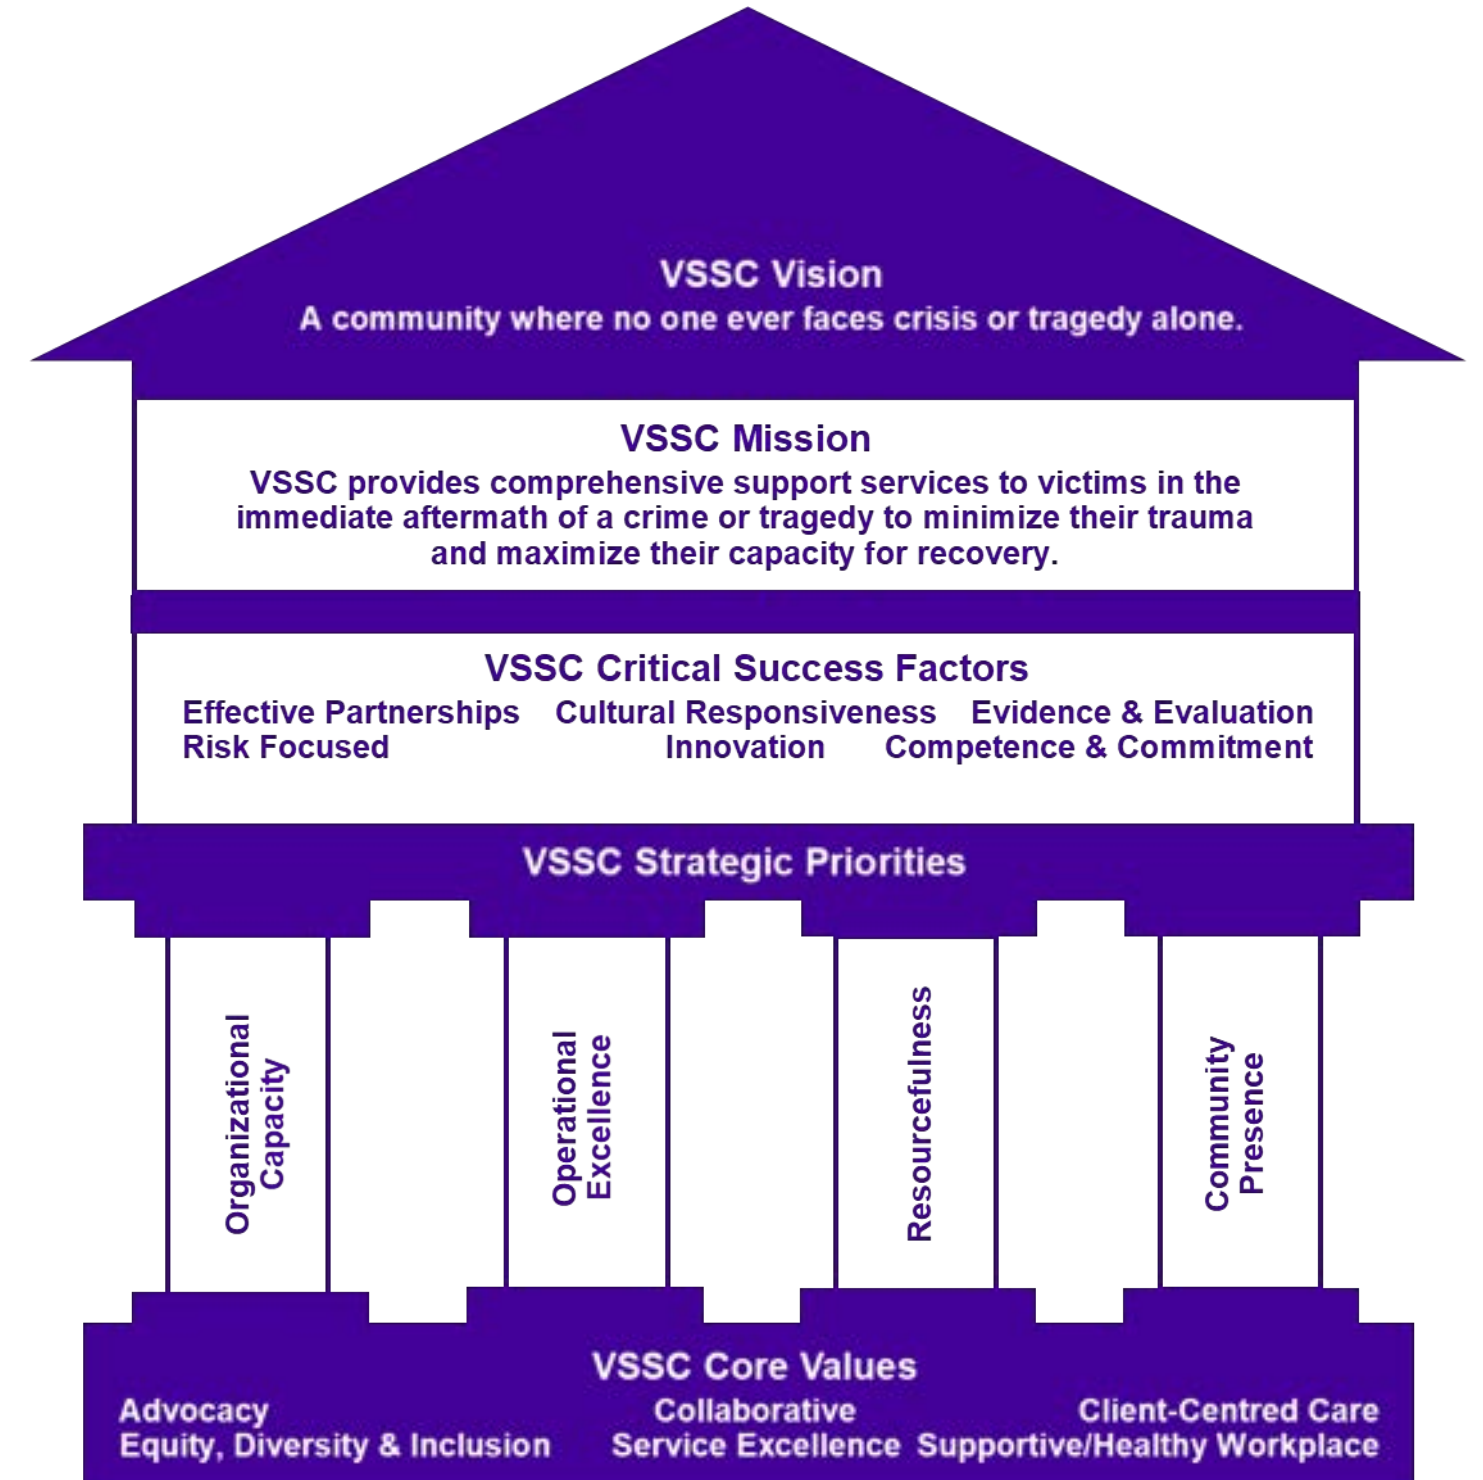 VSSC Vision
A community where no one ever faces crisis or tragedy alone.
VSSC Mission
VSSC provides comprehensive support services to victims in the
immediate aftermath of a crime or tragedy to minimize their trauma
and maximize their capacity for recovery.
VSSC Critical Success Factors
Effective Partnerships Cultural Responsiveness Evidence & Evaluation
Risk Focused Innovation Competence & Commitment
VSSC Strategic Priorities
Organizational
Capacity
Operational
Excellence
Resourcefulness
Community
Presence
VSSC Core Values
Advocacy Collaborative Client-Centred Care
Equity, Diversity & Inclusion Service Excellence Supportive/Healthy Workplace